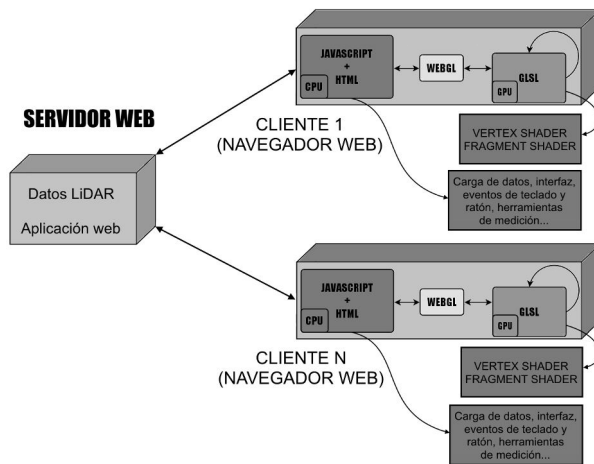 SERVIDOR WEB
Datos LiDAR
Aplicación web
JAVASCRIPT
+
HTML
CPU
WEBGL
GLSL
GPU
CLIENTE 1
(NAVEGADOR WEB)
VERTEX SHADER
FRAGMENT SHADER
Carga de datos, interfaz,
eventos de teclado y
ratón, herramientas
de medición...
JAVASCRIPT
+
HTML
CPU
WEBGL
GLSL
GPU
CLIENTE N
(NAVEGADOR WEB)
VERTEX SHADER
FRAGMENT SHADER
Carga de datos, interfaz,
eventos de teclado y
ratón, herramientas
de medición...